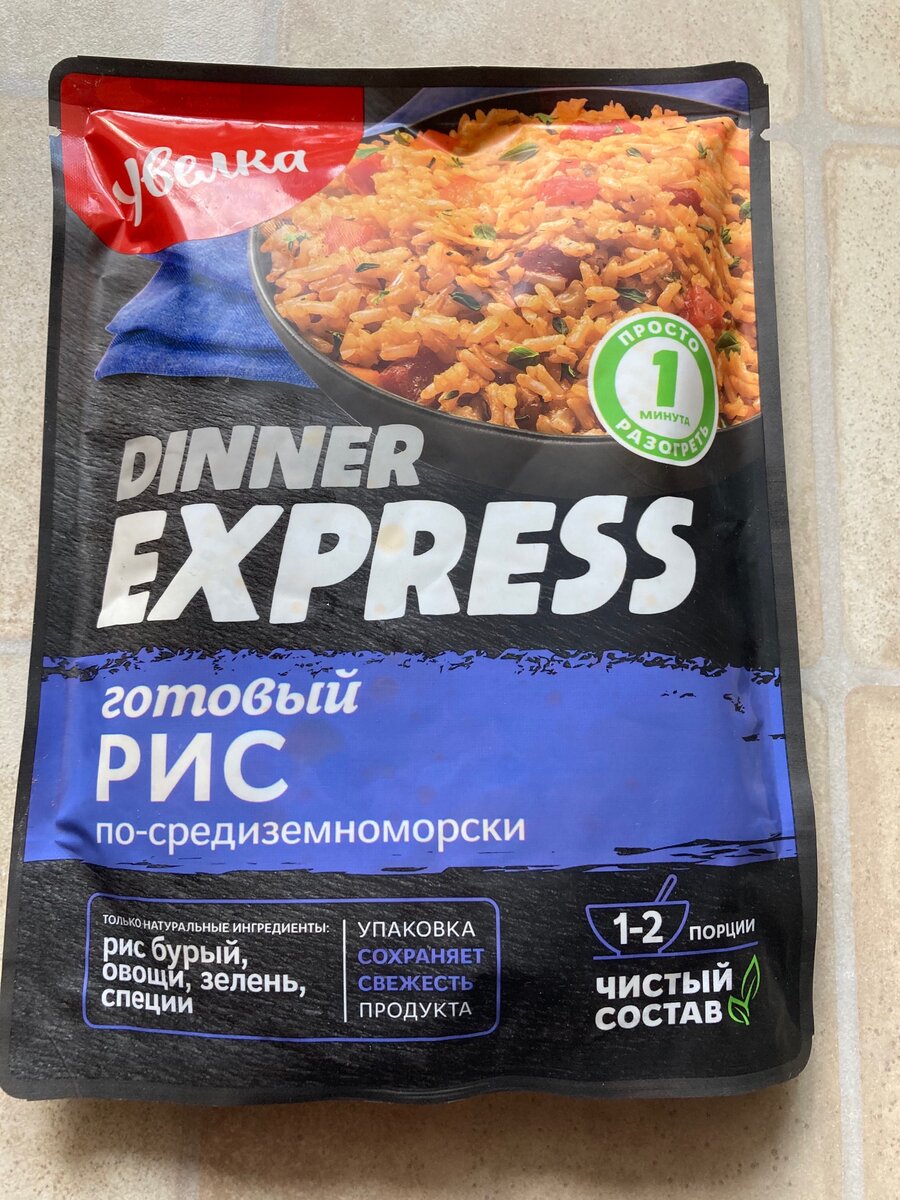 увелка
ПРОСТО
1
МИНУТА
РАЗОГРЕТЬ
DINNER
EXPRESS
готовый
РИС
по-средиземноморски
ТОЛЬКО НАТУРАЛЬНЫЕ ИНГРЕДИЕНТЫ:
рис бурый,
овощи, зелень,
специи
УПАКОВКА
СОХРАНЯЕТ
СВЕЖЕСТЬ
ПРОДУКТА
1-2 ПОРЦИИ
ЧИСТЫЙ
СОСТАВ